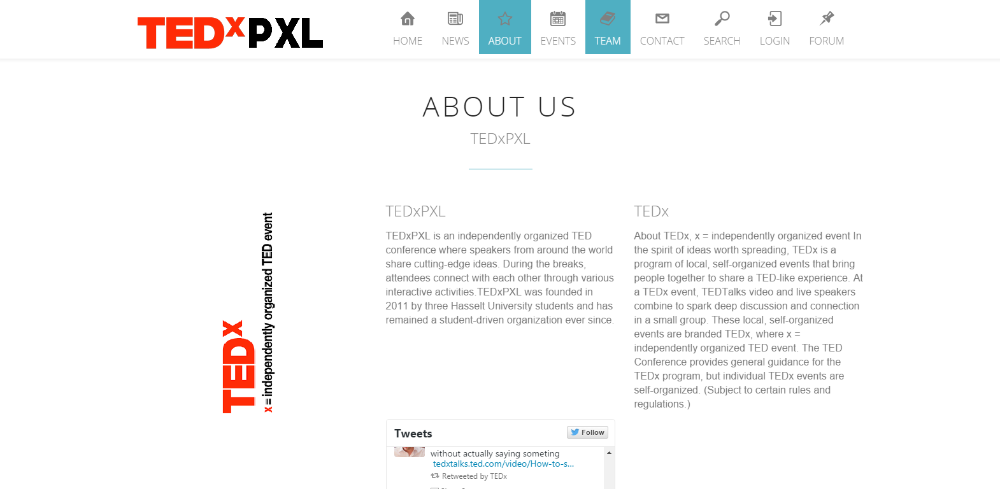 TEDxPXL
HOME NEWS ABOUT EVENTS TEAM CONTACT SEARCH LOGIN FORUM
ABOUT US
TEDxPXL
TEDx
x = independently organized TED event
TEDxPXL
TEDxPXL is an independently organized TED
conference where speakers from around the world
share cutting-edge ideas. During the breaks,
attendees connect with each other through various
interactive activities.TEDxPXL was founded in
2011 by three Hasselt University students and has
remained a student-driven organization ever since.
TEDx
About TEDx, x = independently organized event In
the spirit of ideas worth spreading, TEDx is a
program of local, self-organized events that bring
people together to share a TED-like experience. At
a TEDx event, TEDTalks video and live speakers
combine to spark deep discussion and connection
in a small group. These local, self-organized
events are branded TEDx, where x =
independently organized TED event. The TED
Conference provides general guidance for the
TEDx program, but individual TEDx events are
self-organized. (Subject to certain rules and
regulations.)
Tweets
Follow
without actually saying someting
tedxtalks.ted.com/video/How-to-s...
Retweeted by TEDx